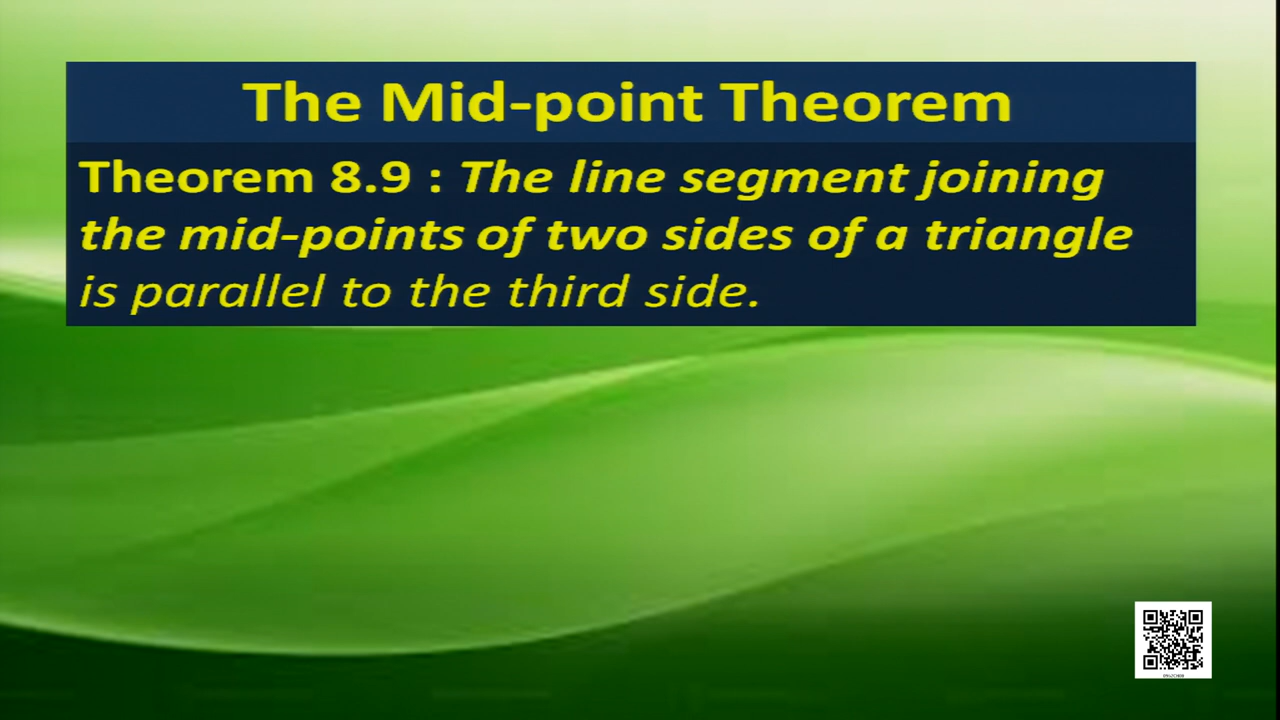 The Mid-point Theorem
Theorem 8.9 : The line segment joining
the mid-points of two sides of a triangle
is parallel to the third side.